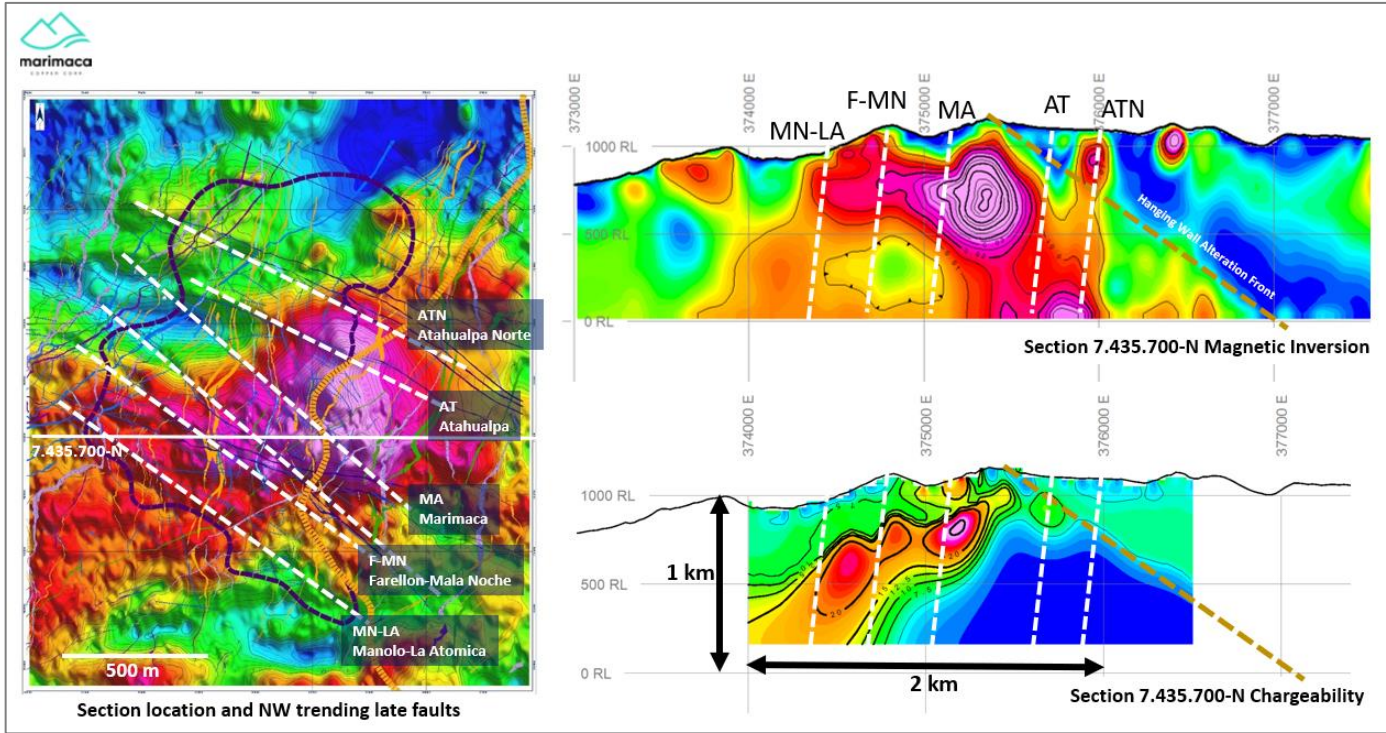 marimaca
COPPER CORP
ATN
Atahualpa Norte
AT
Atahualpa
7.435.700-N
MA
Marimaca
F-MN
Farellon-Mala Noche
MN-LA
Manolo-La Atomica
500 m
Section location and NW trending late faults
373000 E
374000 E
375000 E
376000 E
377000 E
MN-LA
F-MN
MA
AT
ATN
1000 RL
500 RL
0 RL
Hanging Wall Alteration Front
Section 7.435.700-N Magnetic Inversion
374000 E
375000 E
376000 E
377000 E
1000 RL
500 RL
0 RL
1 km
2 km
Section 7.435.700-N Chargeability